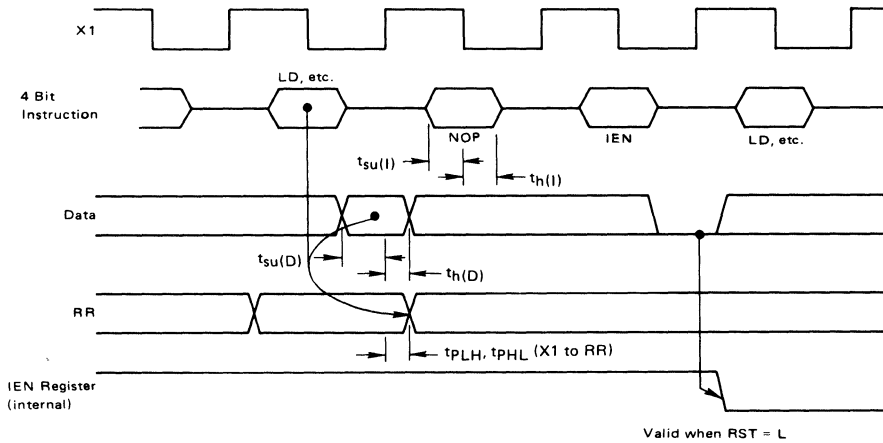 X1
LD, etc.
4 Bit
Instruction
NOP
IEN
LD, etc.
tsu(I)
th(I)
Data
tsu(D)
th(D)
RR
tPLH, tPHL (X1 to RR)
IEN Register
(internal)
Valid when RST = L